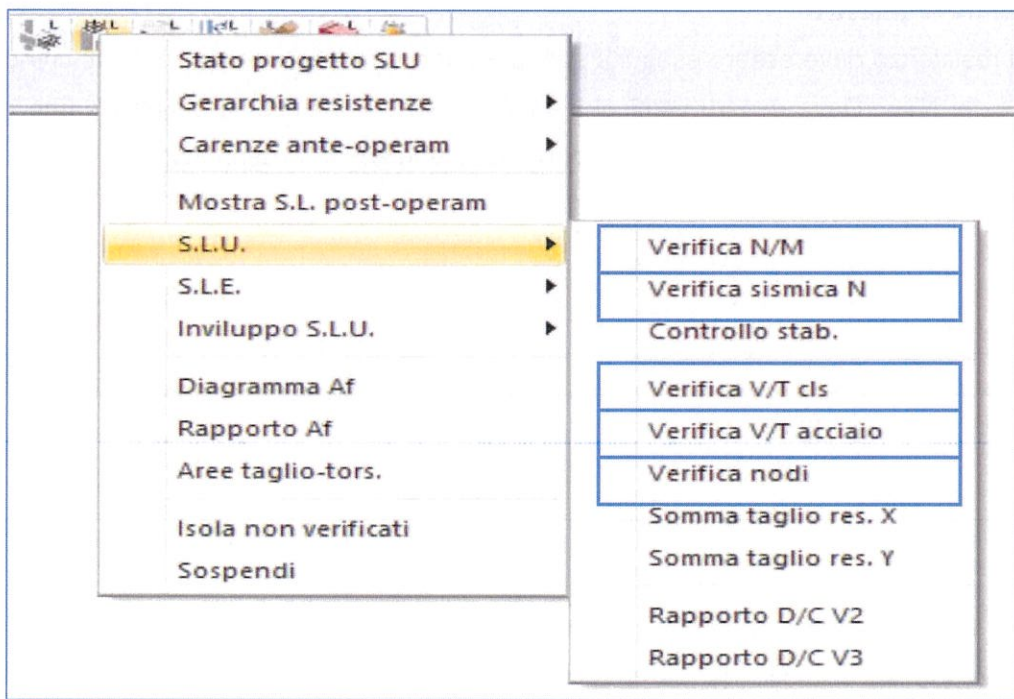 Stato progetto SLU
Gerarchia resistenze
Carenze ante-operam
Mostra S.L. post-operam
S.L.U.
S.L.E.
Inviluppo S.L.U.
Diagramma Af
Rapporto Af
Aree taglio-tors.
Isola non verificati
Sospendi
Verifica N/M
Verifica sismica N
Controllo stab.
Verifica V/T cls
Verifica V/T acciaio
Verifica nodi
Somma taglio res. X
Somma taglio res. Y
Rapporto D/C V2
Rapporto D/C V3